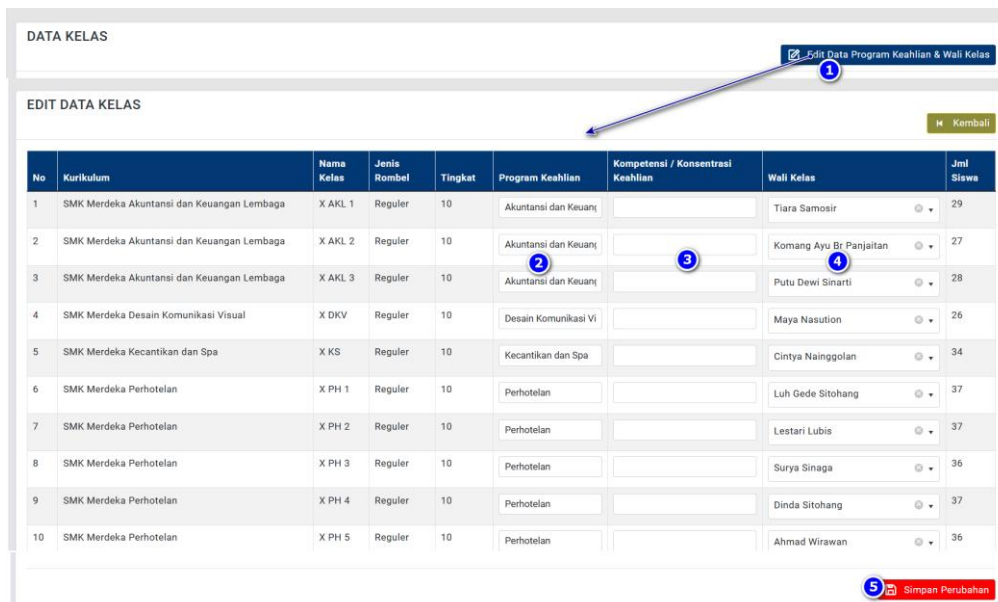 DATA KELAS
Edit Data Program Keahlian & Wali Kelas
1
EDIT DATA KELAS
Kembali
No Kurikulum Nama Kelas Jenis Rombel Tingkat Program Keahlian Kompetensi / Konsentrasi Keahlian Wali Kelas Jml Siswa
1 SMK Merdeka Akuntansi dan Keuangan Lembaga X AKL 1 Reguler 10 Akuntansi dan Keuang Tiara Samosir 29
2 SMK Merdeka Akuntansi dan Keuangan Lembaga X AKL 2 Reguler 10 Akuntansi dan Keuang Komang Ayu Br Panjaitan 27
2 3 4
3 SMK Merdeka Akuntansi dan Keuangan Lembaga X AKL 3 Reguler 10 Akuntansi dan Keuang Putu Dewi Sinarti 28
4 SMK Merdeka Desain Komunikasi Visual X DKV Reguler 10 Desain Komunikasi Vi Maya Nasution 26
5 SMK Merdeka Kecantikan dan Spa X KS Reguler 10 Kecantikan dan Spa Cintya Nainggolan 34
6 SMK Merdeka Perhotelan X PH 1 Reguler 10 Perhotelan Luh Gede Sitohang 37
7 SMK Merdeka Perhotelan X PH 2 Reguler 10 Perhotelan Lestari Lubis 37
8 SMK Merdeka Perhotelan X PH 3 Reguler 10 Perhotelan Surya Sinaga 36
9 SMK Merdeka Perhotelan X PH 4 Reguler 10 Perhotelan Dinda Sitohang 37
10 SMK Merdeka Perhotelan X PH 5 Reguler 10 Perhotelan Ahmad Wirawan 36
5 Simpan Perubahan